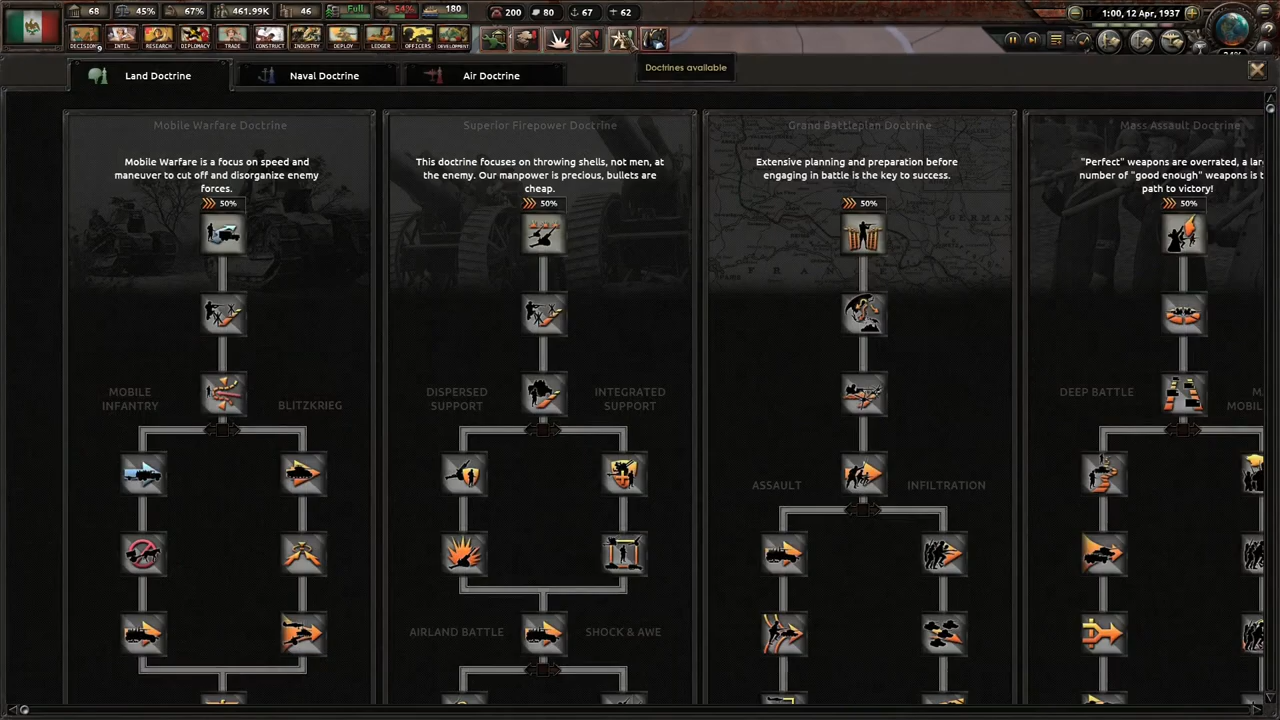 68 45% 67% 461.99K 46 Full 54% 180 200 80 67 62 1:00, 12 Apr, 1937
DECISION 9 INTEL RESEARCH DIPLOMACY TRADE CONSTRUCT INDUSTRY DEPLOY LEDGER OFFICERS DEVELOPMENT
Doctrines available
Land Doctrine Naval Doctrine Air Doctrine
Mobile Warfare Doctrine
Mobile Warfare is a focus on speed and
maneuver to cut off and disorganize enemy
forces.
50%
MOBILE
INFANTRY
BLITZKRIEG
Superior Firepower Doctrine
This doctrine focuses on throwing shells, not men, at
the enemy. Our manpower is precious, bullets are
cheap.
50%
DISPERSED
SUPPORT
INTEGRATED
SUPPORT
AIRLAND BATTLE
SHOCK & AWE
Grand Battleplan Doctrine
Extensive planning and preparation before
engaging in battle is the key to success.
50%
ASSAULT
INFILTRATION
Mass Assault Doctrine
"Perfect" weapons are overrated, a lar
number of "good enough" weapons is t
path to victory!
50%
DEEP BATTLE
M
MOBIL